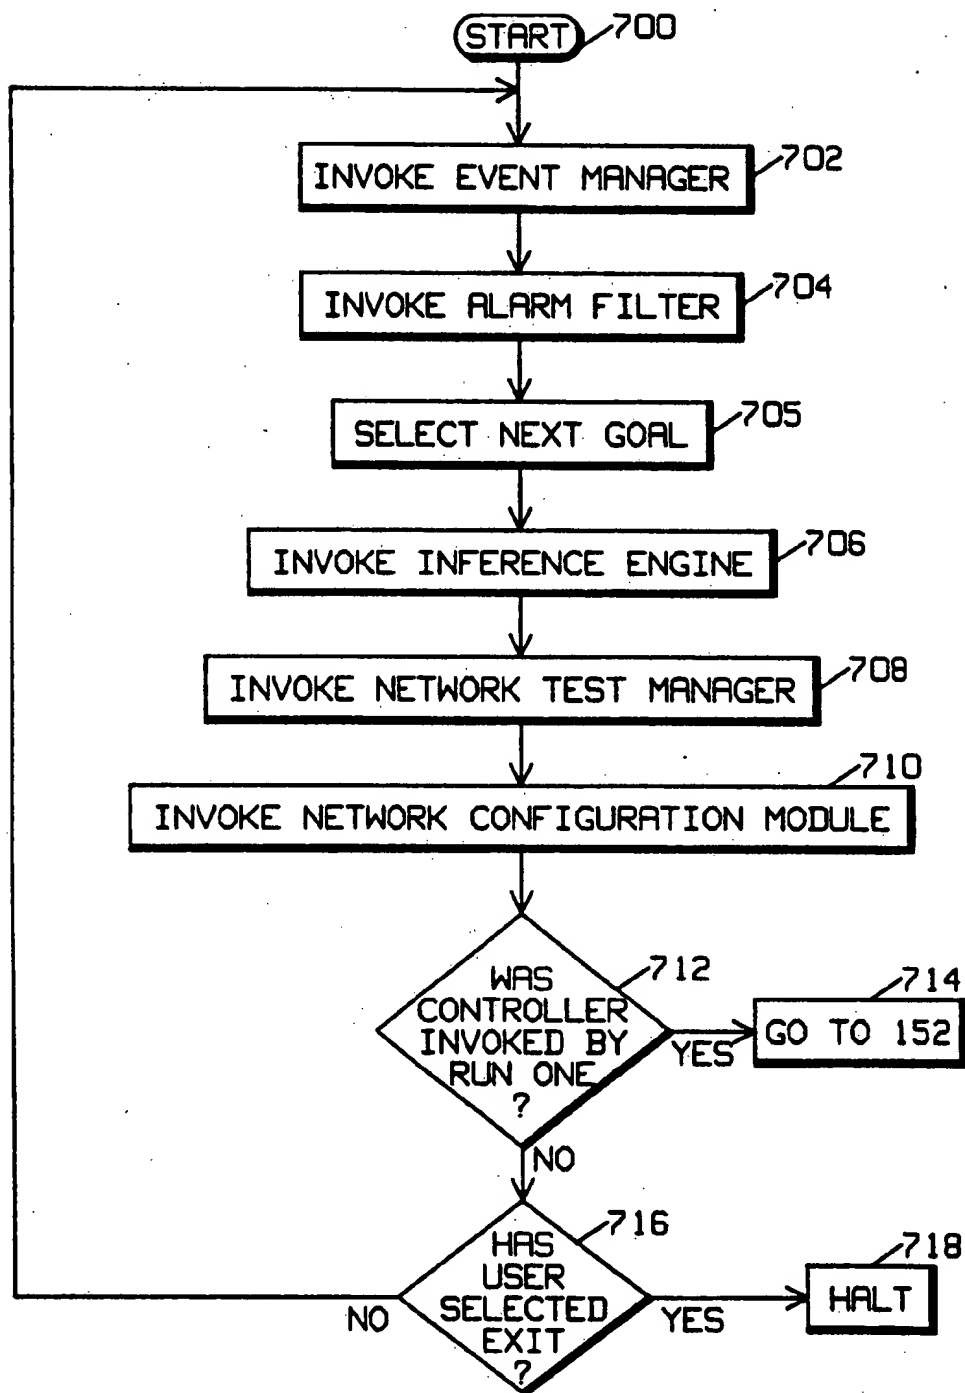 START 700
INVOKE EVENT MANAGER 702
INVOKE ALARM FILTER 704
SELECT NEXT GOAL 705
INVOKE INFERENCE ENGINE 706
INVOKE NETWORK TEST MANAGER 708
710
INVOKE NETWORK CONFIGURATION MODULE
712
WAS
CONTROLLER
INVOKED BY
RUN ONE
?
YES
714
GO TO 152
NO
716
HAS
USER
SELECTED
EXIT
?
NO
YES
718
HALT